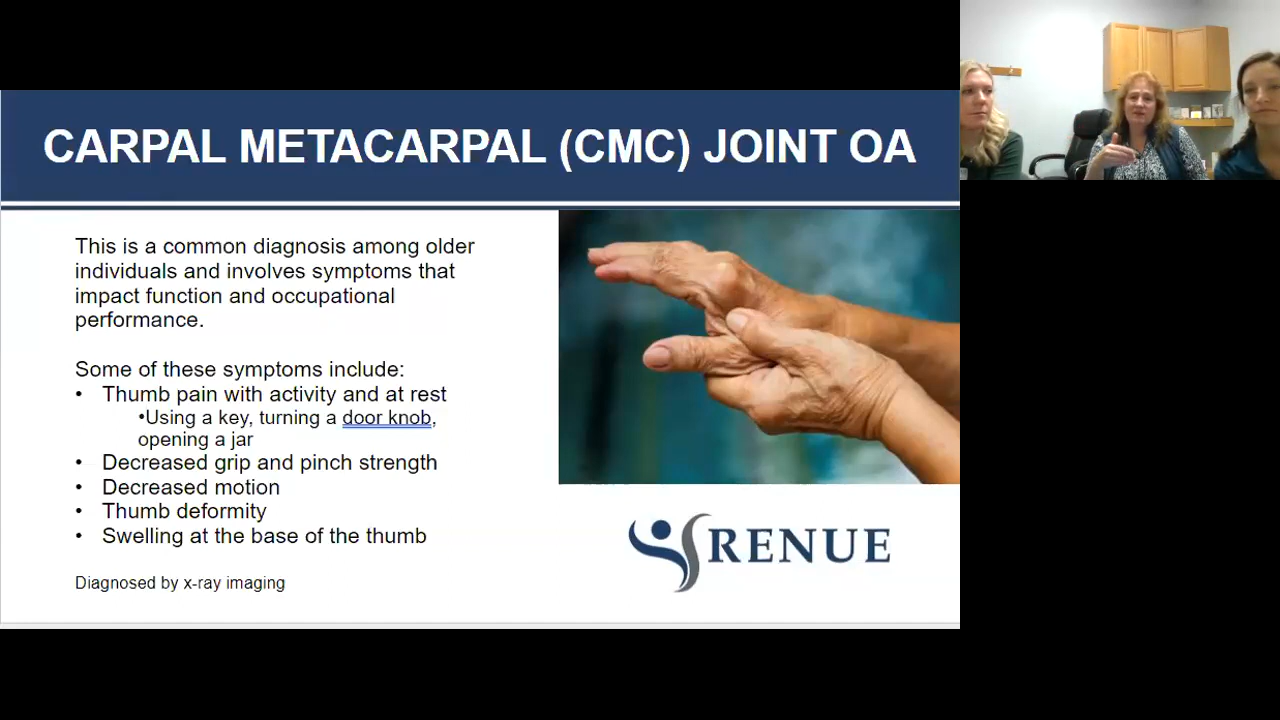 CARPAL METACARPAL (CMC) JOINT OA
This is a common diagnosis among older
individuals and involves symptoms that
impact function and occupational
performance.
Some of these symptoms include:
• Thumb pain with activity and at rest
•Using a key, turning a door knob,
opening a jar
• Decreased grip and pinch strength
• Decreased motion
• Thumb deformity
• Swelling at the base of the thumb
Diagnosed by x-ray imaging
RENUE